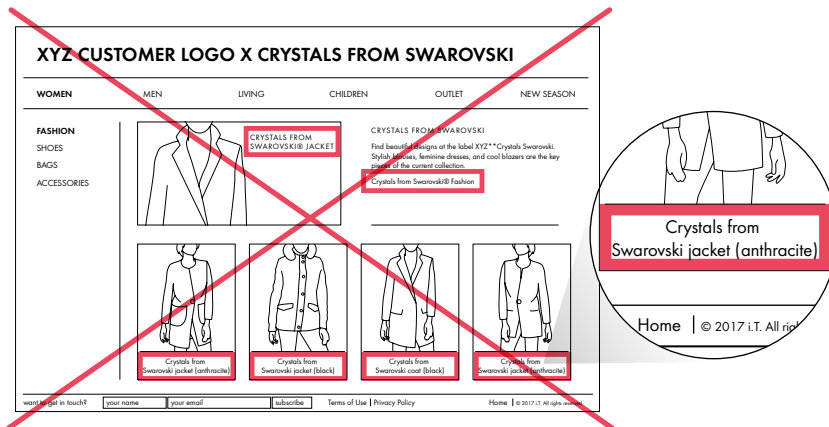 XYZ CUSTOMER LOGO X CRYSTALS FROM SWAROVSKI
WOMEN MEN LIVING CHILDREN OUTLET NEW SEASON
FASHION
SHOES
BAGS
ACCESSORIES
CRYSTALS FROM
SWAROVSKI® JACKET
CRYSTALS FROM SWAROVSKI
Find beautiful designs at the label XYZ**Crystals Swarovski.
Stylish blouses, feminine dresses, and cool blazers are the key
pieces of the current collection.
Crystals from Swarovski® Fashion
Crystals from
Swarovski jacket (anthracite)
Crystals from
Swarovski jacket (black)
Crystals from
Swarovski coat (black)
Crystals from
Swarovski jacket (anthracite)
want to get in touch? your name your email subscribe Terms of Use | Privacy Policy Home | © 2017 i.T. All rights reserved
Crystals from
Swarovski jacket (anthracite)
Home | © 2017 i.T. All righ